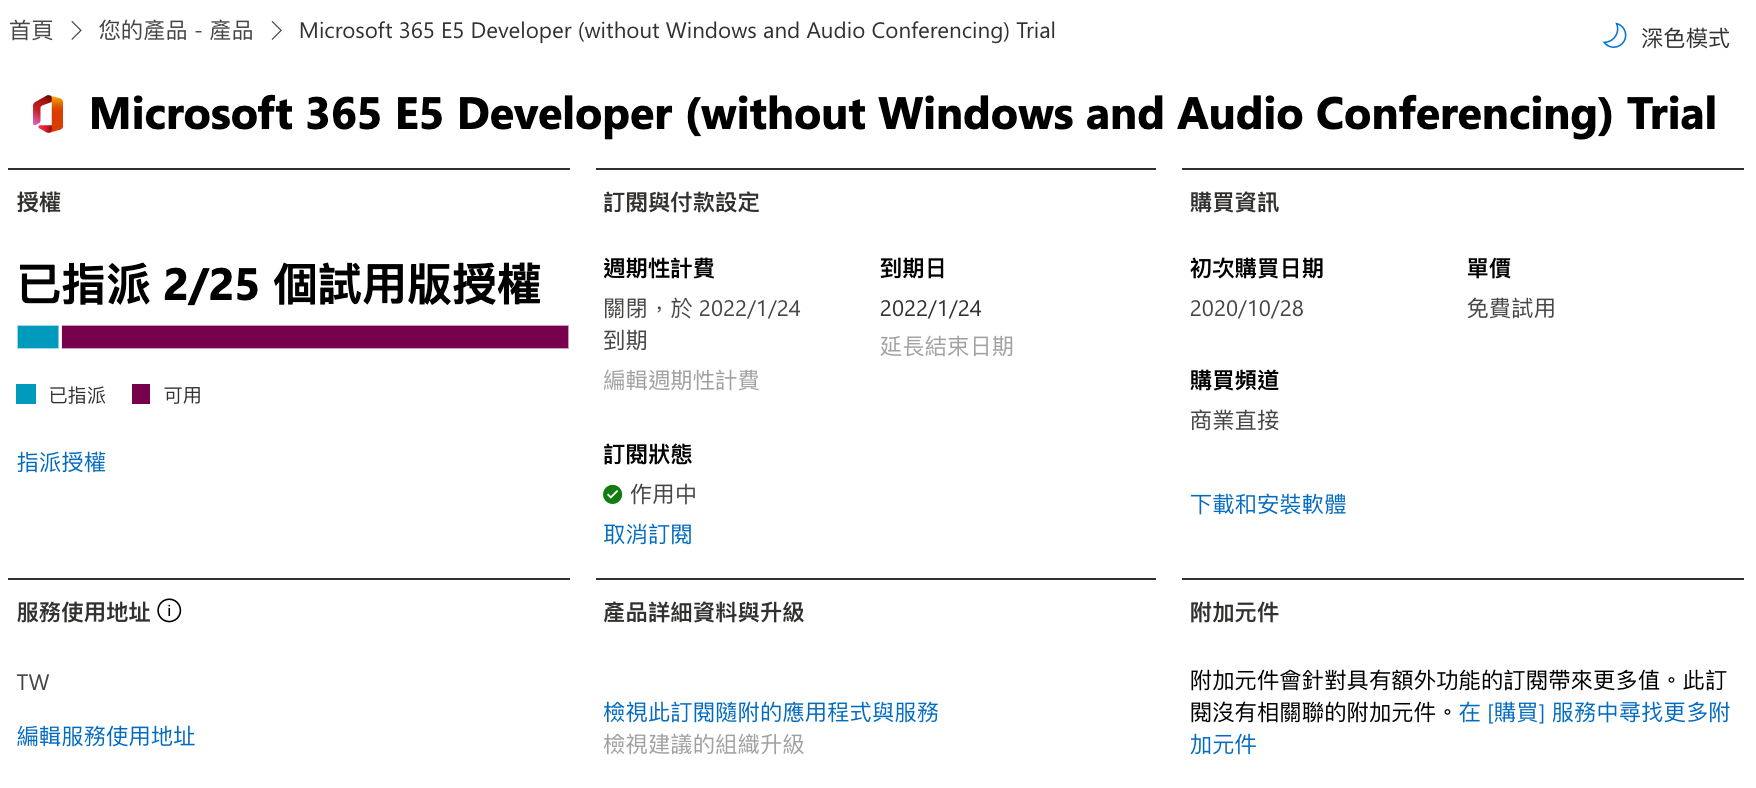 首頁 > 您的產品 - 產品 > Microsoft 365 E5 Developer (without Windows and Audio Conferencing) Trial
深色模式
Microsoft 365 E5 Developer (without Windows and Audio Conferencing) Trial
授權
已指派 2/25 個試用版授權
已指派 可用
指派授權
訂閱與付款設定
週期性計費
關閉，於 2022/1/24
到期
編輯週期性計費
到期日
2022/1/24
延長結束日期
訂閱狀態
作用中
取消訂閱
購買資訊
初次購買日期
2020/10/28
單價
免費試用
購買頻道
商業直接
下載和安裝軟體
服務使用地址
TW
編輯服務使用地址
產品詳細資料與升級
檢視此訂閱隨附的應用程式與服務
檢視建議的組織升級
附加元件
附加元件會針對具有額外功能的訂閱帶來更多值。此訂
閱沒有相關聯的附加元件。在 [購買] 服務中尋找更多附
加元件